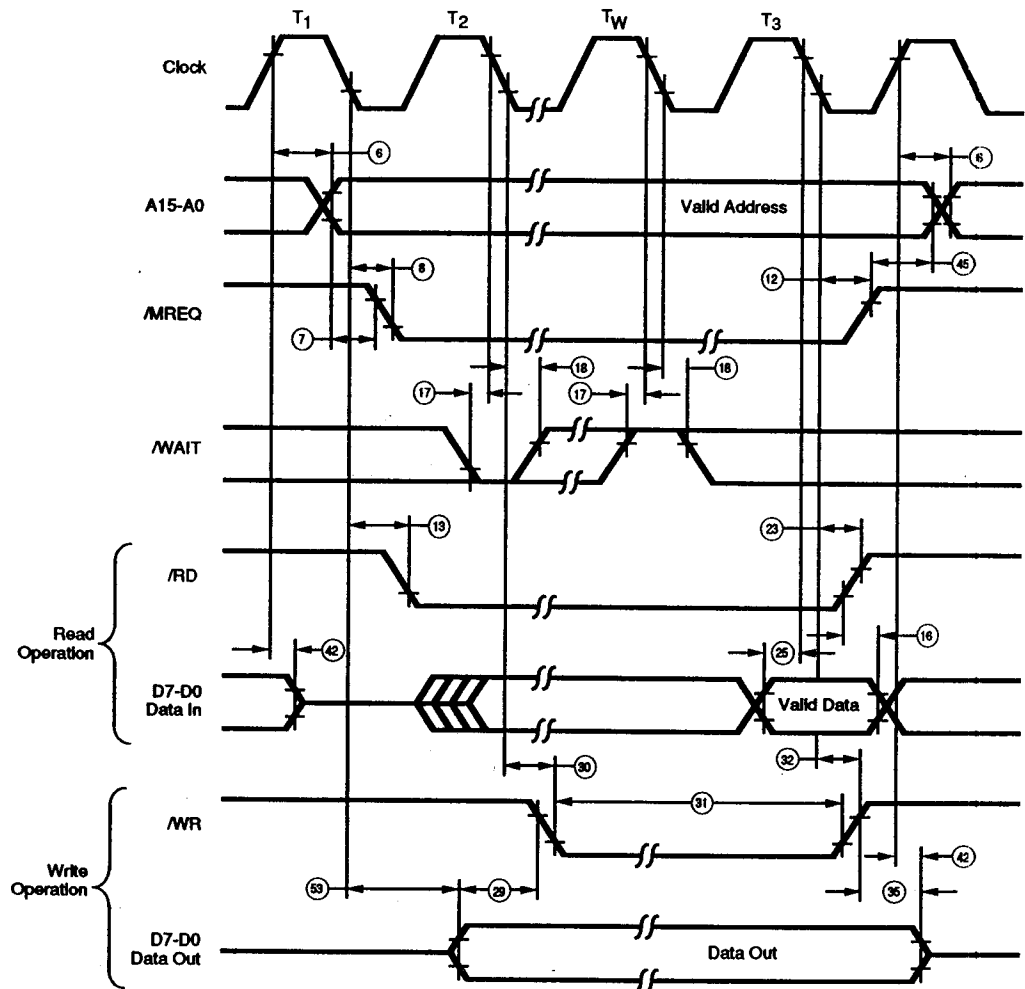 T1 T2 TW T3
Clock
6 6
A15-A0 Valid Address
8 12 45
/MREQ
7
18 18
17 17
/WAIT
13 23
/RD
Read
Operation
42 25 16
D7-D0
Data In
Valid Data
30 32
31
/WR
42
Write
Operation
53 29 35
D7-D0
Data Out
Data Out